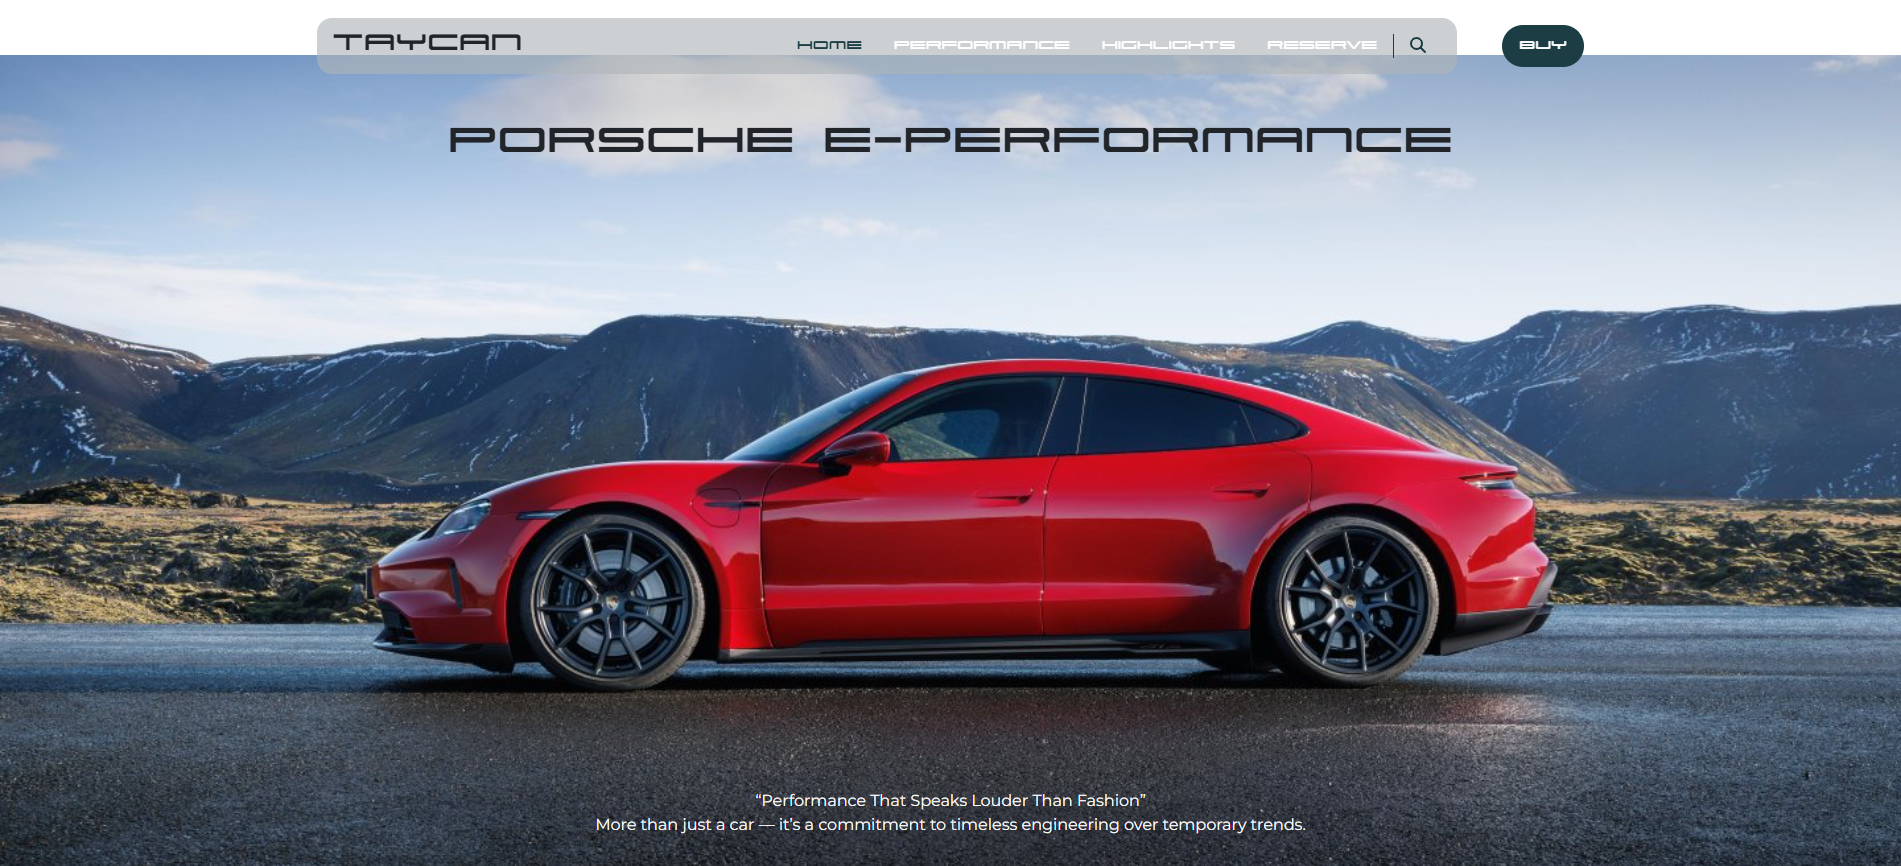 TAYCAN
HOME PERFORMANCE HIGHLIGHTS RESERVE
BUY
PORSCHE E-PERFORMANCE
“Performance That Speaks Louder Than Fashion”
More than just a car — it’s a commitment to timeless engineering over temporary trends.